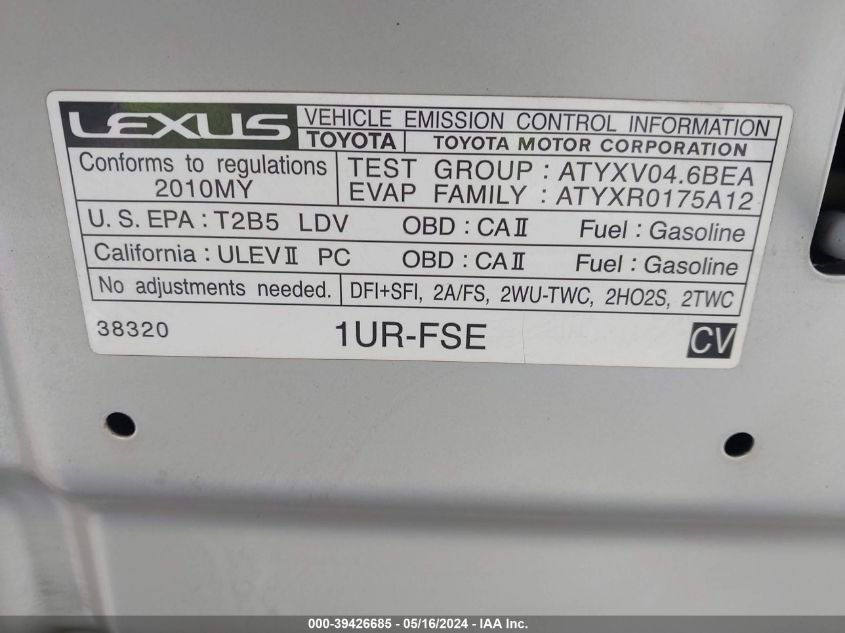 LEXUS VEHICLE EMISSION CONTROL INFORMATION
TOYOTA TOYOTA MOTOR CORPORATION
Conforms to regulations
2010MY
TEST GROUP : ATYXV04.6BEA
EVAP FAMILY : ATYXR0175A12
U. S. EPA : T2B5 LDV OBD : CAⅡ Fuel : Gasoline
California : ULEVⅡ PC OBD : CAⅡ Fuel : Gasoline
No adjustments needed. DFI+SFI, 2A/FS, 2WU-TWC, 2HO2S, 2TWC
38320 1UR-FSE CV
000-39426685 - 05/16/2024 - IAA Inc.